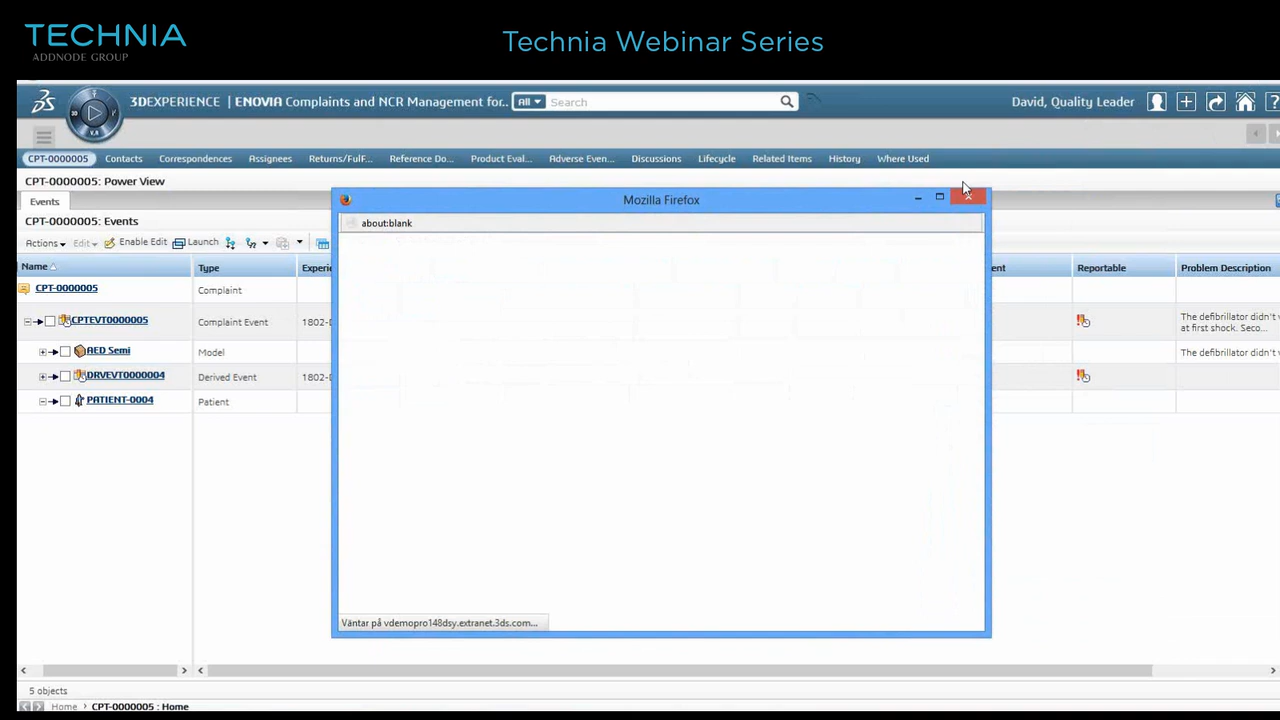 TECHNIA
ADDNODE GROUP
Technia Webinar Series
3DEXPERIENCE | ENOVIA Complaints and NCR Management for..
All
Search
David, Quality Leader
3D
V.R
CPT-0000005
Contacts
Correspondences
Assignees
Returns/FulF...
Reference Do...
Product Eval...
Adverse Even...
Discussions
Lifecycle
Related Items
History
Where Used
CPT-0000005: Power View
Events
CPT-0000005: Events
Actions
Edit
Enable Edit
Launch
Name
Type
Experie
ent
Reportable
Problem Description
CPT-0000005
Complaint
CPTEVT0000005
Complaint Event
1802-D
The defibrillator didn't w
at first shock. Seco...
AED Semi
Model
The defibrillator didn't w
DRVEVT0000004
Derived Event
1802-D
PATIENT-0004
Patient
Mozilla Firefox
about:blank
Väntar på vdemopro148dsy.extranet.3ds.com...
5 objects
Home > CPT-0000005 : Home